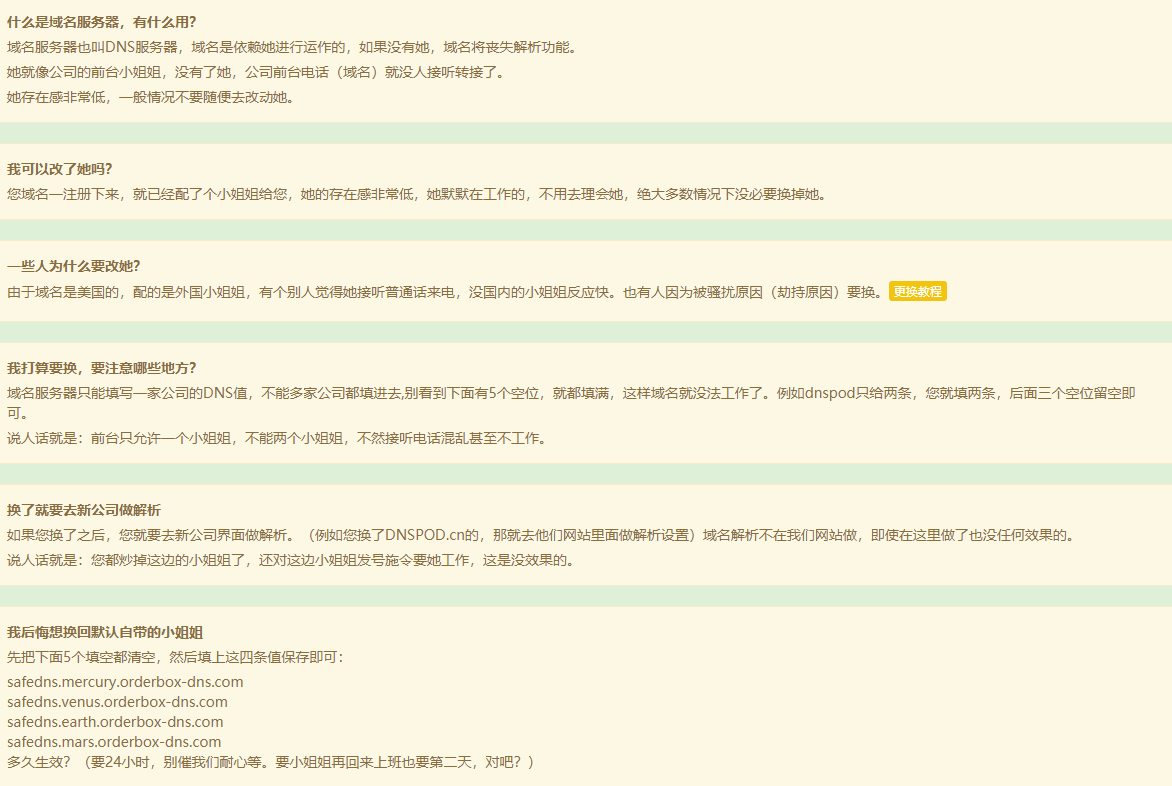 什么是域名服务器，有什么用？
域名服务器也叫DNS服务器，域名是依赖她进行运作的，如果没有她，域名将丧失解析功能。
她就像公司的前台小姐姐，没有了她，公司前台电话（域名）就没人接听转接了。
她存在感非常低，一般情况不要随便去改动她。
我可以改了她吗？
您域名一注册下来，就已经配了个小姐姐给您，她的存在感非常低，她默默在工作的，不用去理会她，绝大多数情况下没必要换掉她。
一些人为什么要改她？
由于域名是美国的，配的是外国小姐姐，有个别人觉得她接听普通话来电，没国内的小姐姐反应快。也有人因为被骚扰原因（劫持原因）要换。 更换教程
我打算要换，要注意哪些地方？
域名服务器只能填写一家公司的DNS值，不能多家公司都填进去,别看到下面有5个空位，就都填满，这样域名就没法工作了。例如dnspod只给两条，您就填两条，后面三个空位留空即
可。
说人话就是：前台只允许一个小姐姐，不能两个小姐姐，不然接听电话混乱甚至不工作。
换了就要去新公司做解析
如果您换了之后，您就要去新公司界面做解析。（例如您换了DNSPOD.cn的，那就去他们网站里面做解析设置）域名解析不在我们网站做，即使在这里做了也没任何效果的。
说人话就是：您都炒掉这边的小姐姐了，还对这边小姐姐发号施令要她工作，这是没效果的。
我后悔想换回默认自带的小姐姐
先把下面5个填空都清空，然后填上这四条值保存即可：
safedns.mercury.orderbox-dns.com
safedns.venus.orderbox-dns.com
safedns.earth.orderbox-dns.com
safedns.mars.orderbox-dns.com
多久生效？（要24小时，别催我们耐心等。要小姐姐再回来上班也要第二天，对吧？）